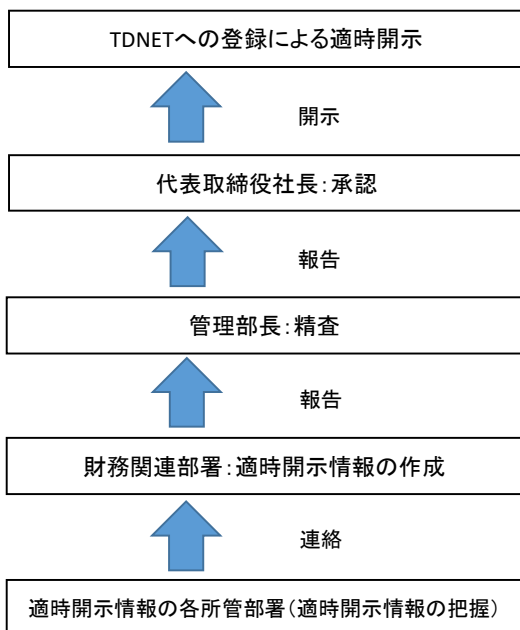 TDNETへの登録による適時開示
開示
代表取締役社長:承認
報告
管理部長:精査
報告
財務関連部署:適時開示情報の作成
連絡
適時開示情報の各所管部署(適時開示情報の把握)